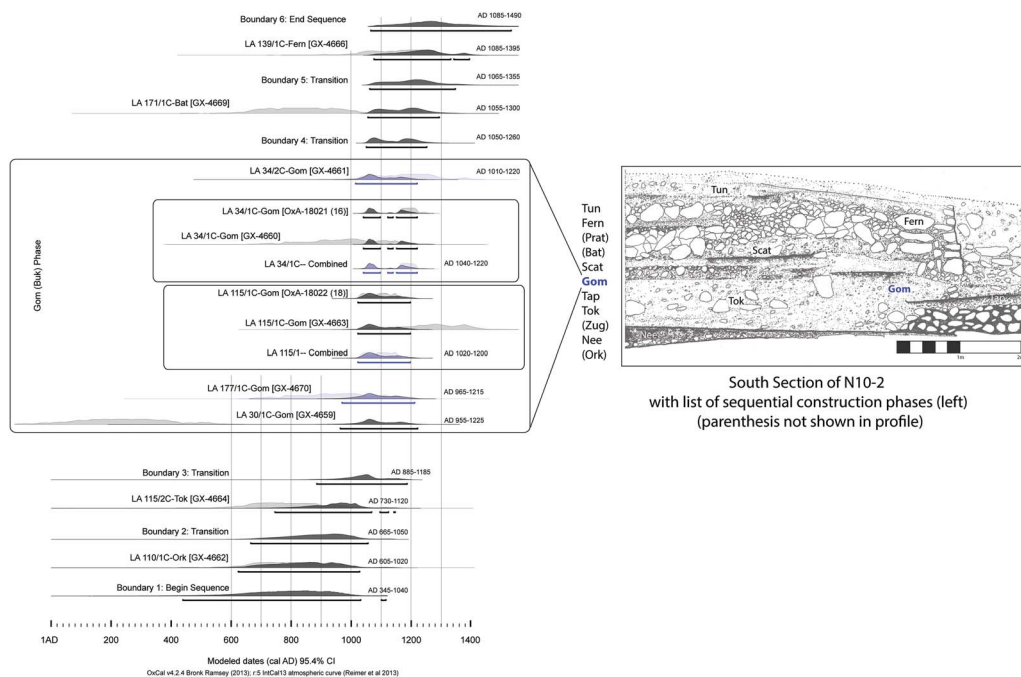 Boundary 6: End Sequence
AD 1085-1490
LA 139/1C-Fern [GX-4666]
AD 1085-1395
Boundary 5: Transition
AD 1065-1355
LA 171/1C-Bat [GX-4669]
AD 1055-1300
Boundary 4: Transition
AD 1050-1260
Gom (Buk) Phase
LA 34/2C-Gom [GX-4661]
AD 1010-1220
LA 34/1C-Gom [OxA-18021 (16)]
LA 34/1C-Gom [GX-4660]
LA 34/1C-- Combined
AD 1040-1220
LA 115/1C-Gom [OxA-18022 (18)]
LA 115/1C-Gom [GX-4663]
LA 115/1-- Combined
AD 1020-1200
LA 177/1C-Gom [GX-4670]
AD 965-1215
LA 30/1C-Gom [GX-4659]
AD 955-1225
Boundary 3: Transition
AD 885-1185
LA 115/2C-Tok [GX-4664]
AD 730-1120
Boundary 2: Transition
AD 665-1050
LA 110/1C-Ork [GX-4662]
AD 605-1020
Boundary 1: Begin Sequence
AD 345-1040
1AD 200 400 600 800 1000 1200 1400
Modeled dates (cal AD) 95.4% CI
OxCal v4.2.4 Bronk Ramsey (2013); r:5 IntCal13 atmospheric curve (Reimer et al 2013)
Tun
Fern
(Prat)
(Bat)
Scat
Gom
Tap
Tok
(Zug)
Nee
(Ork)
Tun
Fern
Scat
Gom
Tok
Nee
1m
South Section of N10-2
with list of sequential construction phases (left)
(parenthesis not shown in profile)